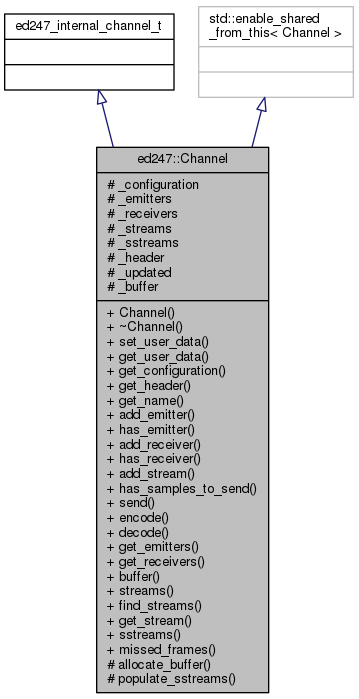 ed247_internal_channel_t
std::enable_shared
_from_this< Channel >
ed247::Channel
# _configuration
# _emitters
# _receivers
# _streams
# _sstreams
# _header
# _updated
# _buffer
+ Channel()
+ ~Channel()
+ set_user_data()
+ get_user_data()
+ get_configuration()
+ get_header()
+ get_name()
+ add_emitter()
+ has_emitter()
+ add_receiver()
+ has_receiver()
+ add_stream()
+ has_samples_to_send()
+ send()
+ encode()
+ decode()
+ get_emitters()
+ get_receivers()
+ buffer()
+ streams()
+ find_streams()
+ get_stream()
+ sstreams()
+ missed_frames()
# allocate_buffer()
# populate_sstreams()